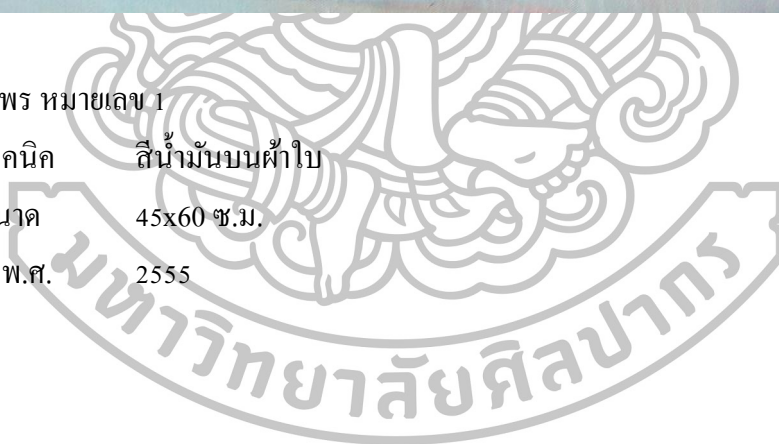 พร หมายเลข 1
คนิค สีน้ำมันบนผ้าใบ
นาด 45x60 ซ.ม.
พ.ศ. 2555
มหาวิทยาลัยศิลปากร